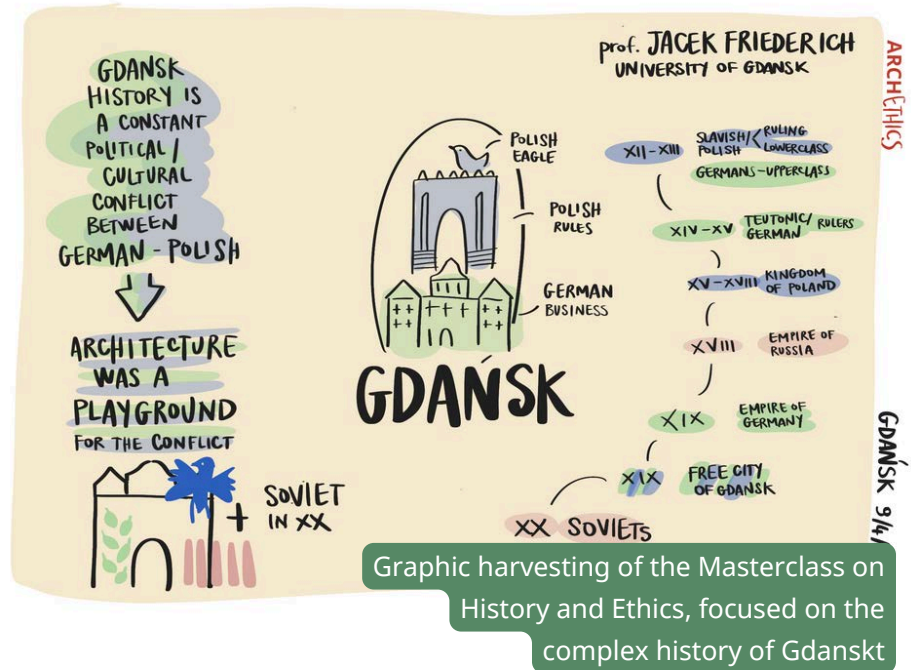 GDANSK
HISTORY IS
A CONSTANT
POLITICAL /
CULTURAL
CONFLICT
BETWEEN
GERMAN - POLISH
ARCHITECTURE
WAS A
PLAYGROUND
FOR THE CONFLICT
+ SOVIET
IN XX
POLISH
EAGLE
POLISH
RULES
GERMAN
BUSINESS
GDAŃSK
prof. JACEK FRIEDERICH
UNIVERSITY OF GDANSK
XII-XIII SLAVISH/ RULING
POLISH LOWERCLASS
GERMANS-UPPERCLASS
XIV-XV TEUTONIC/ RULERS
GERMAN
XV-XVIII KINGDOM
OF POLAND
XVIII EMPIRE OF
RUSSIA
XIX EMPIRE OF
GERMANY
XIX FREE CITY
OF GDANSK
XX SOVIETS
ARCHETHICS
GDAŃSK 9/4/
Graphic harvesting of the Masterclass on
History and Ethics, focused on the
complex history of Gdanskt